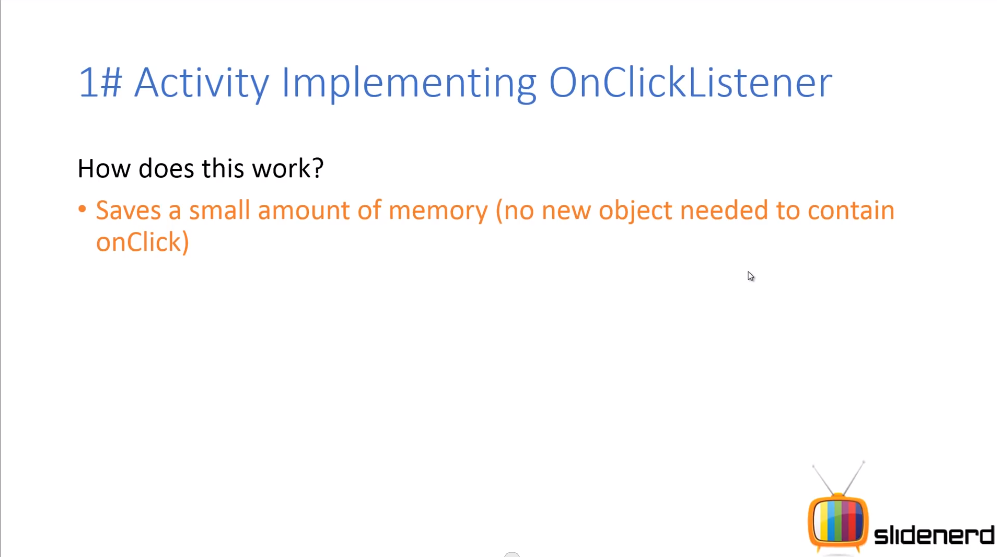 1# Activity Implementing OnClickListener
How does this work?
• Saves a small amount of memory (no new object needed to contain
onClick)
slidenerd